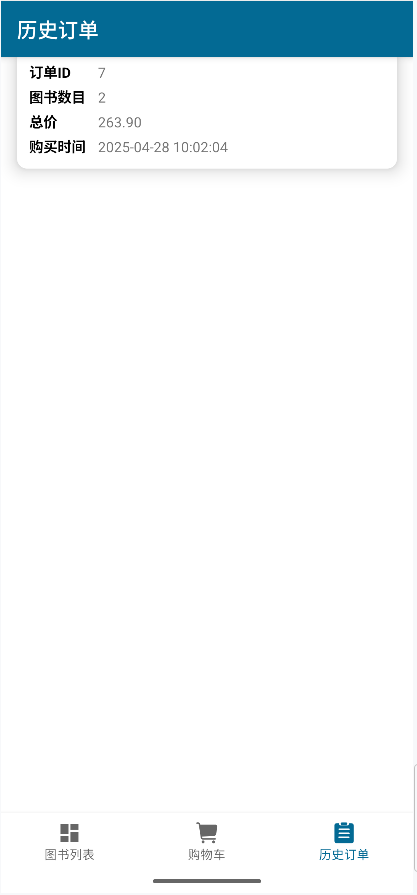 历史订单
订单ID 7
图书数目 2
总价 263.90
购买时间 2025-04-28 10:02:04
图书列表 购物车 历史订单